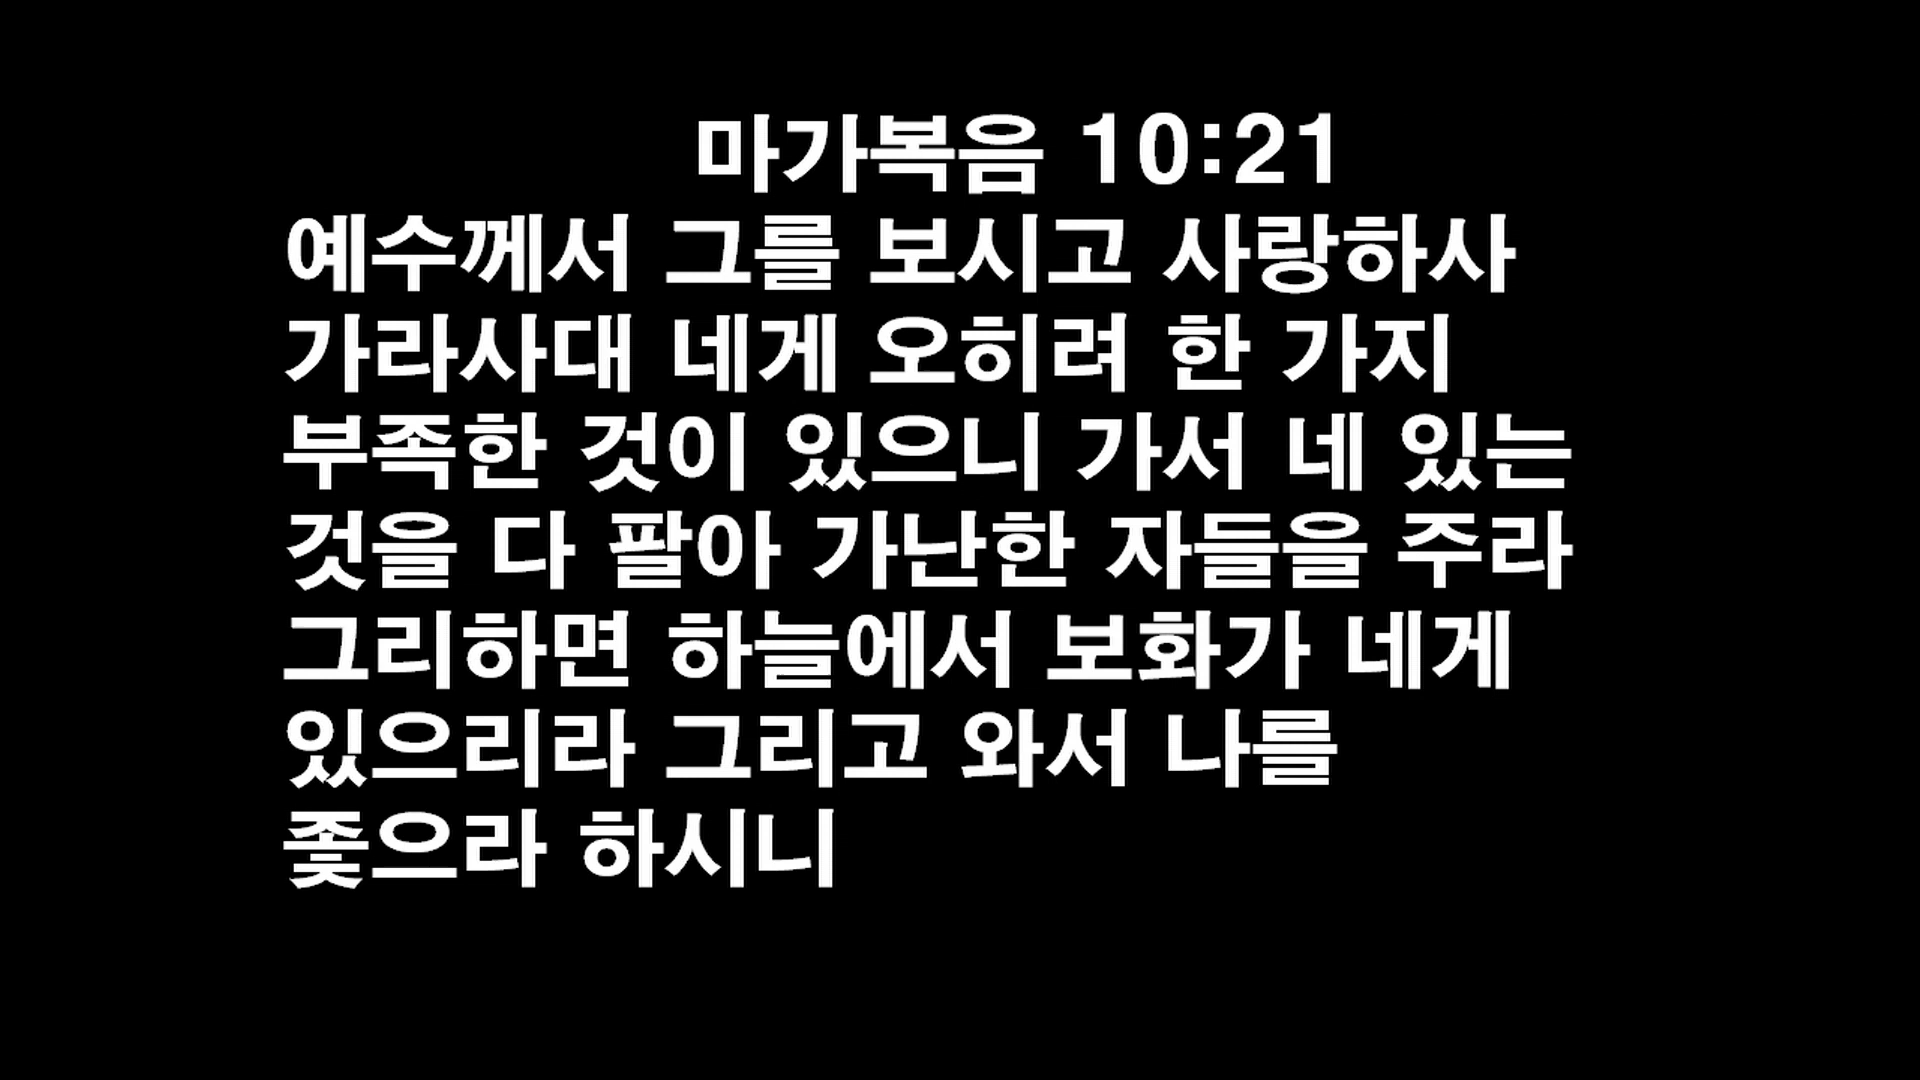 마가복음 10:21
예수께서 그를 보시고 사랑하사
가라사대 네게 오히려 한 가지
부족한 것이 있으니 가서 네 있는
것을 다 팔아 가난한 자들을 주라
그리하면 하늘에서 보화가 네게
있으리라 그리고 와서 나를
좇으라 하시니